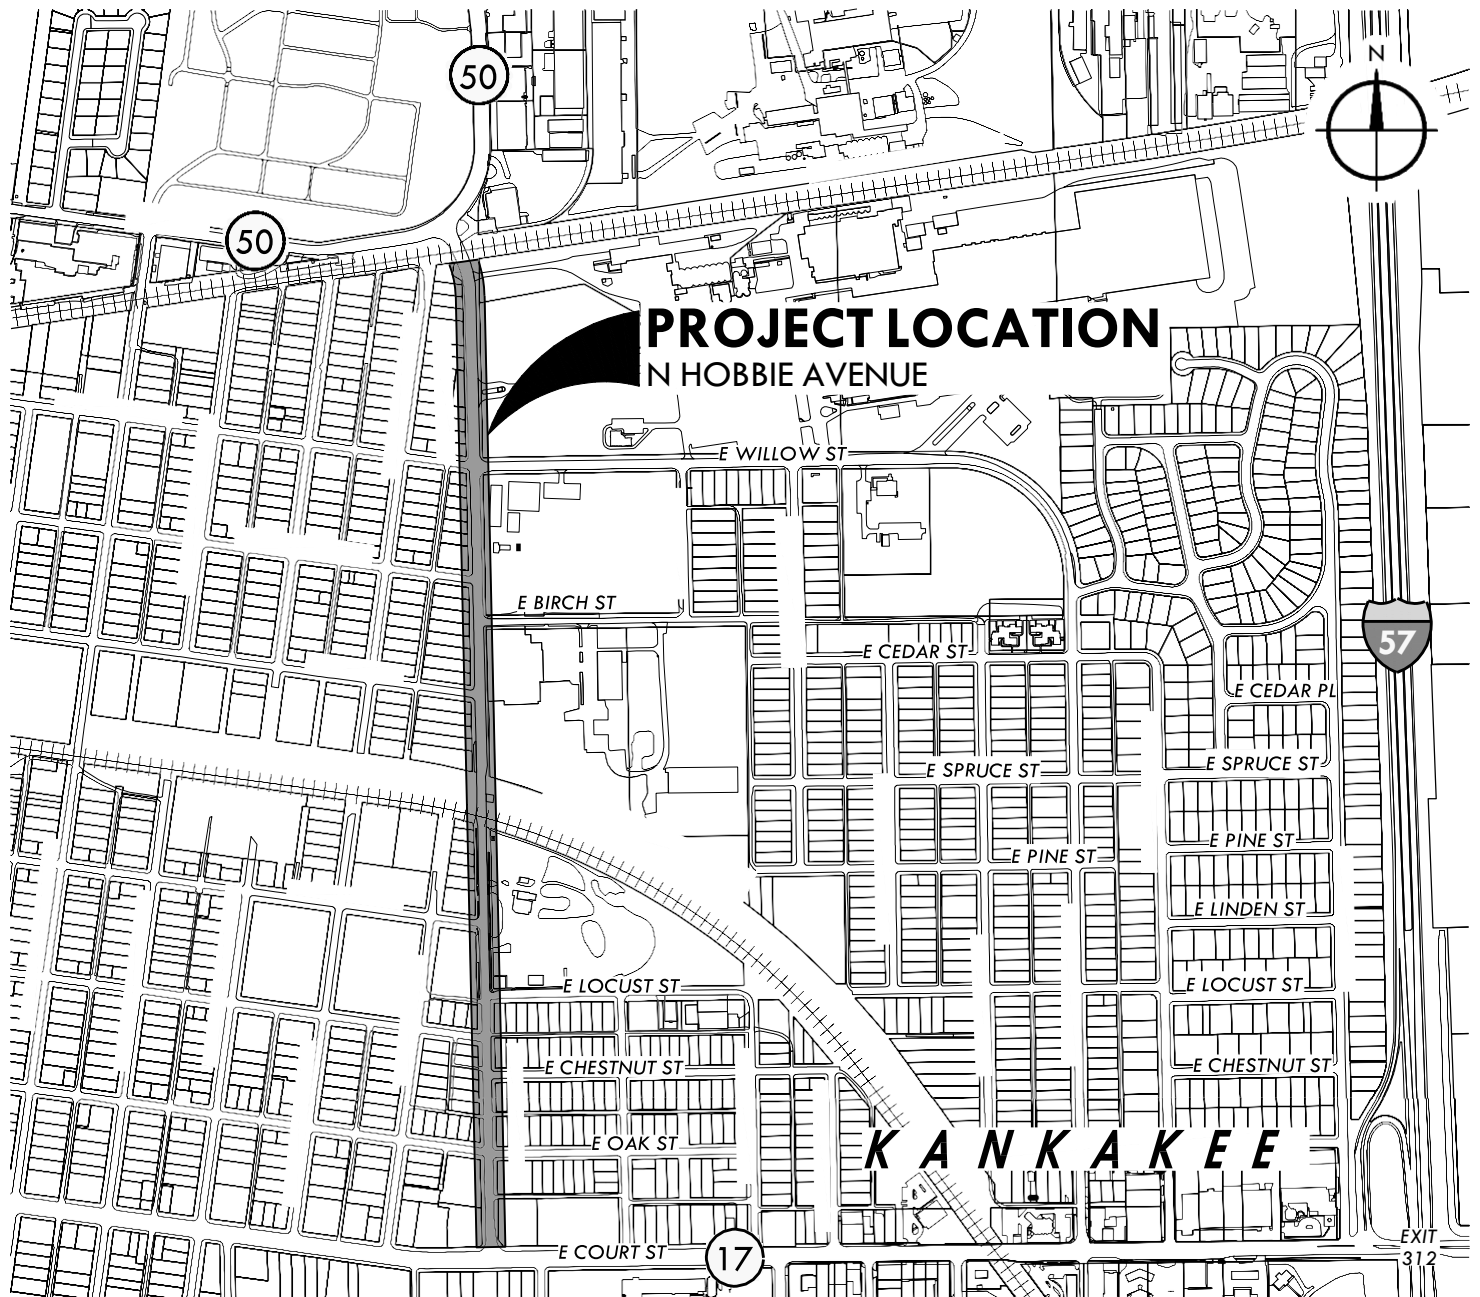 50
N
50
PROJECT LOCATION
N HOBBIE AVENUE
E WILLOW ST
E BIRCH ST
57
E CEDAR ST
E CEDAR PL
E SPRUCE ST
E SPRUCE ST
E PINE ST
E PINE ST
E LINDEN ST
E LOCUST ST
E LOCUST ST
E CHESTNUT ST
E CHESTNUT ST
E OAK ST
KANKAKEE
E COURT ST
17
EXIT
312